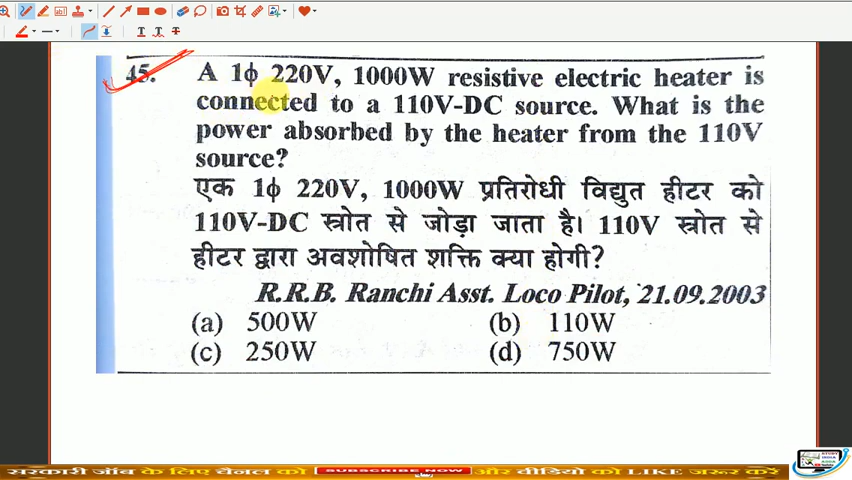 45. A 1ϕ 220V, 1000W resistive electric heater is
connected to a 110V-DC source. What is the
power absorbed by the heater from the 110V
source?
एक 1ϕ 220V, 1000W प्रतिरोधी विद्युत हीटर को
110V-DC स्त्रोत से जोड़ा जाता है। 110V स्त्रोत से
हीटर द्वारा अवशोषित शक्ति क्या होगी?
R.R.B. Ranchi Asst. Loco Pilot, 21.09.2003
(a) 500W (b) 110W
(c) 250W (d) 750W
सरकारी जॉब के लिए चैनल को SUBSCRIBE NOW और वीडियो को LIKE जरूर करें